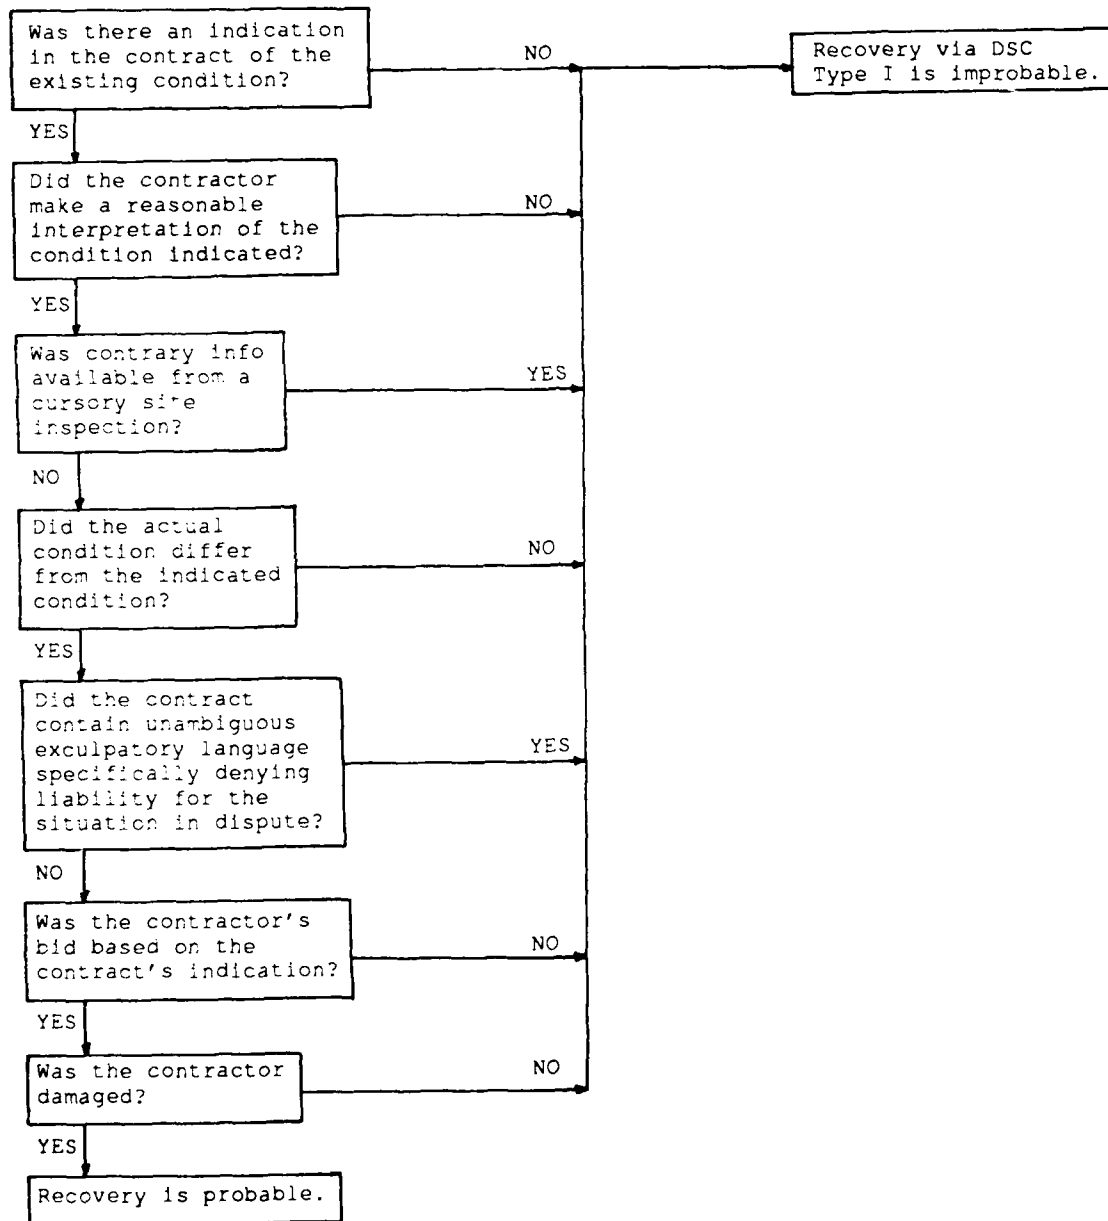 Was there an indication
in the contract of the
existing condition?
NO
Recovery via DSC
Type I is improbable.
YES
Did the contractor
make a reasonable
interpretation of the
condition indicated?
NO
YES
Was contrary info
available from a
cursory site
inspection?
YES
NO
Did the actual
condition differ
from the indicated
condition?
NO
YES
Did the contract
contain unambiguous
exculpatory language
specifically denying
liability for the
situation in dispute?
YES
NO
Was the contractor's
bid based on the
contract's indication?
NO
YES
Was the contractor
damaged?
NO
YES
Recovery is probable.